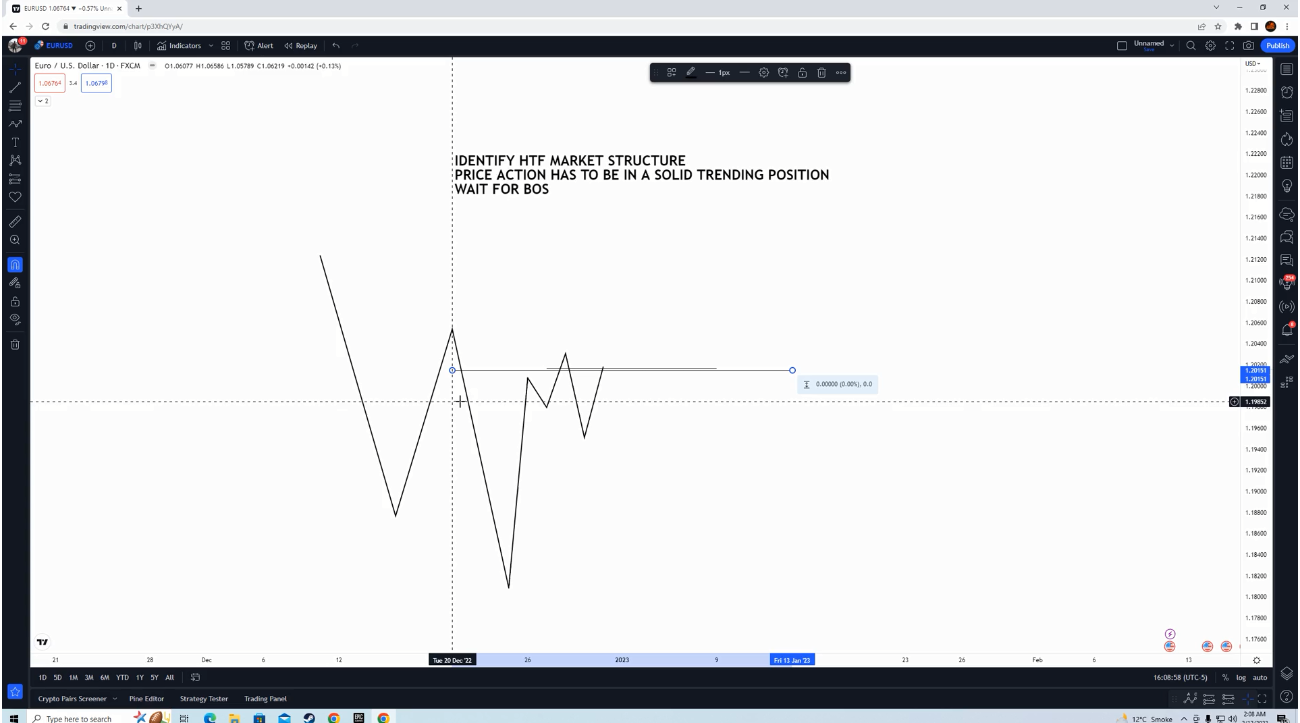 EURUSD 1.06764 ▼ +0.57% Unn
tradingview.com/chart/p3XhQYyA/
EURUSD
D
Indicators
Alert
Replay
Unnamed
Save
Publish
Euro / U.S. Dollar · 1D · FXCM
O1.06077 H1.06586 L1.05789 C1.06219 +0.00142 (+0.13%)
1.06764
3.4
1.06798
2
1px
USD
IDENTIFY HTF MARKET STRUCTURE
PRICE ACTION HAS TO BE IN A SOLID TRENDING POSITION
WAIT FOR BOS
1.22800
1.22600
1.22400
1.22200
1.22000
1.21800
1.21600
1.21400
1.21200
1.21000
1.20800
1.20600
1.20400
1.20151
1.20151
1.20000
0.00000 (0.00%), 0.0
1.19852
1.19600
1.19400
1.19200
1.19000
1.18800
1.18600
1.18400
1.18200
1.18000
1.17800
1.17600
21
28
Dec
6
12
Tue 20 Dec '22
26
2023
9
Fri 13 Jan '23
23
26
Feb
6
13
1D 5D 1M 3M 6M YTD 1Y 5Y All
16:08:58 (UTC-5)
% log auto
Crypto Pairs Screener
Pine Editor
Strategy Tester
Trading Panel
Type here to search
12°C Smoke
2:08 AM